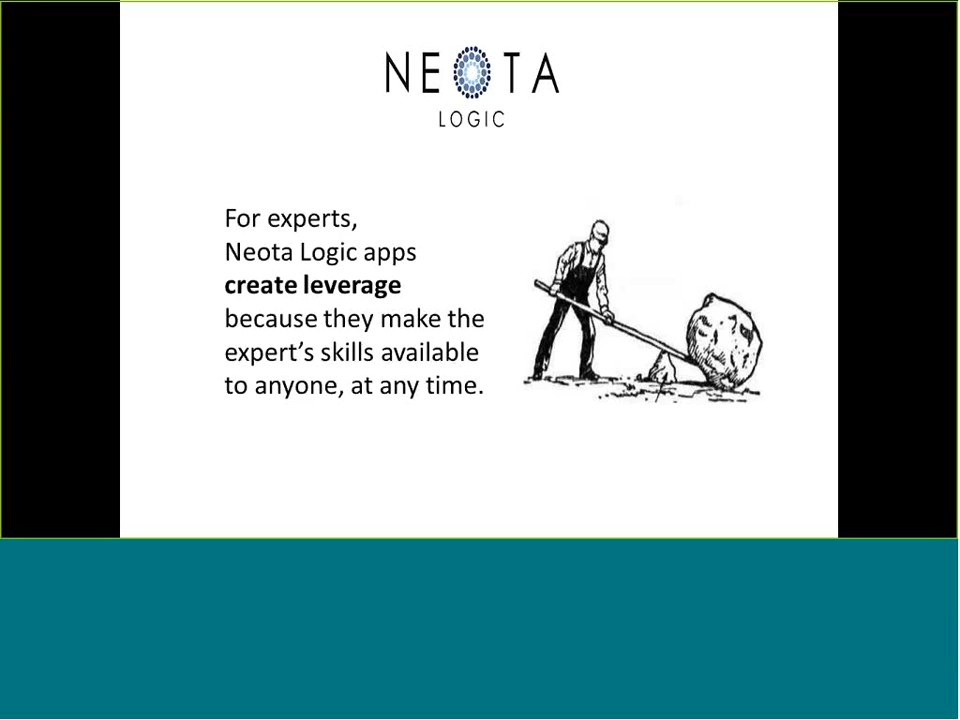 NEOTA
LOGIC
For experts,
Neota Logic apps
create leverage
because they make the
expert’s skills available
to anyone, at any time.